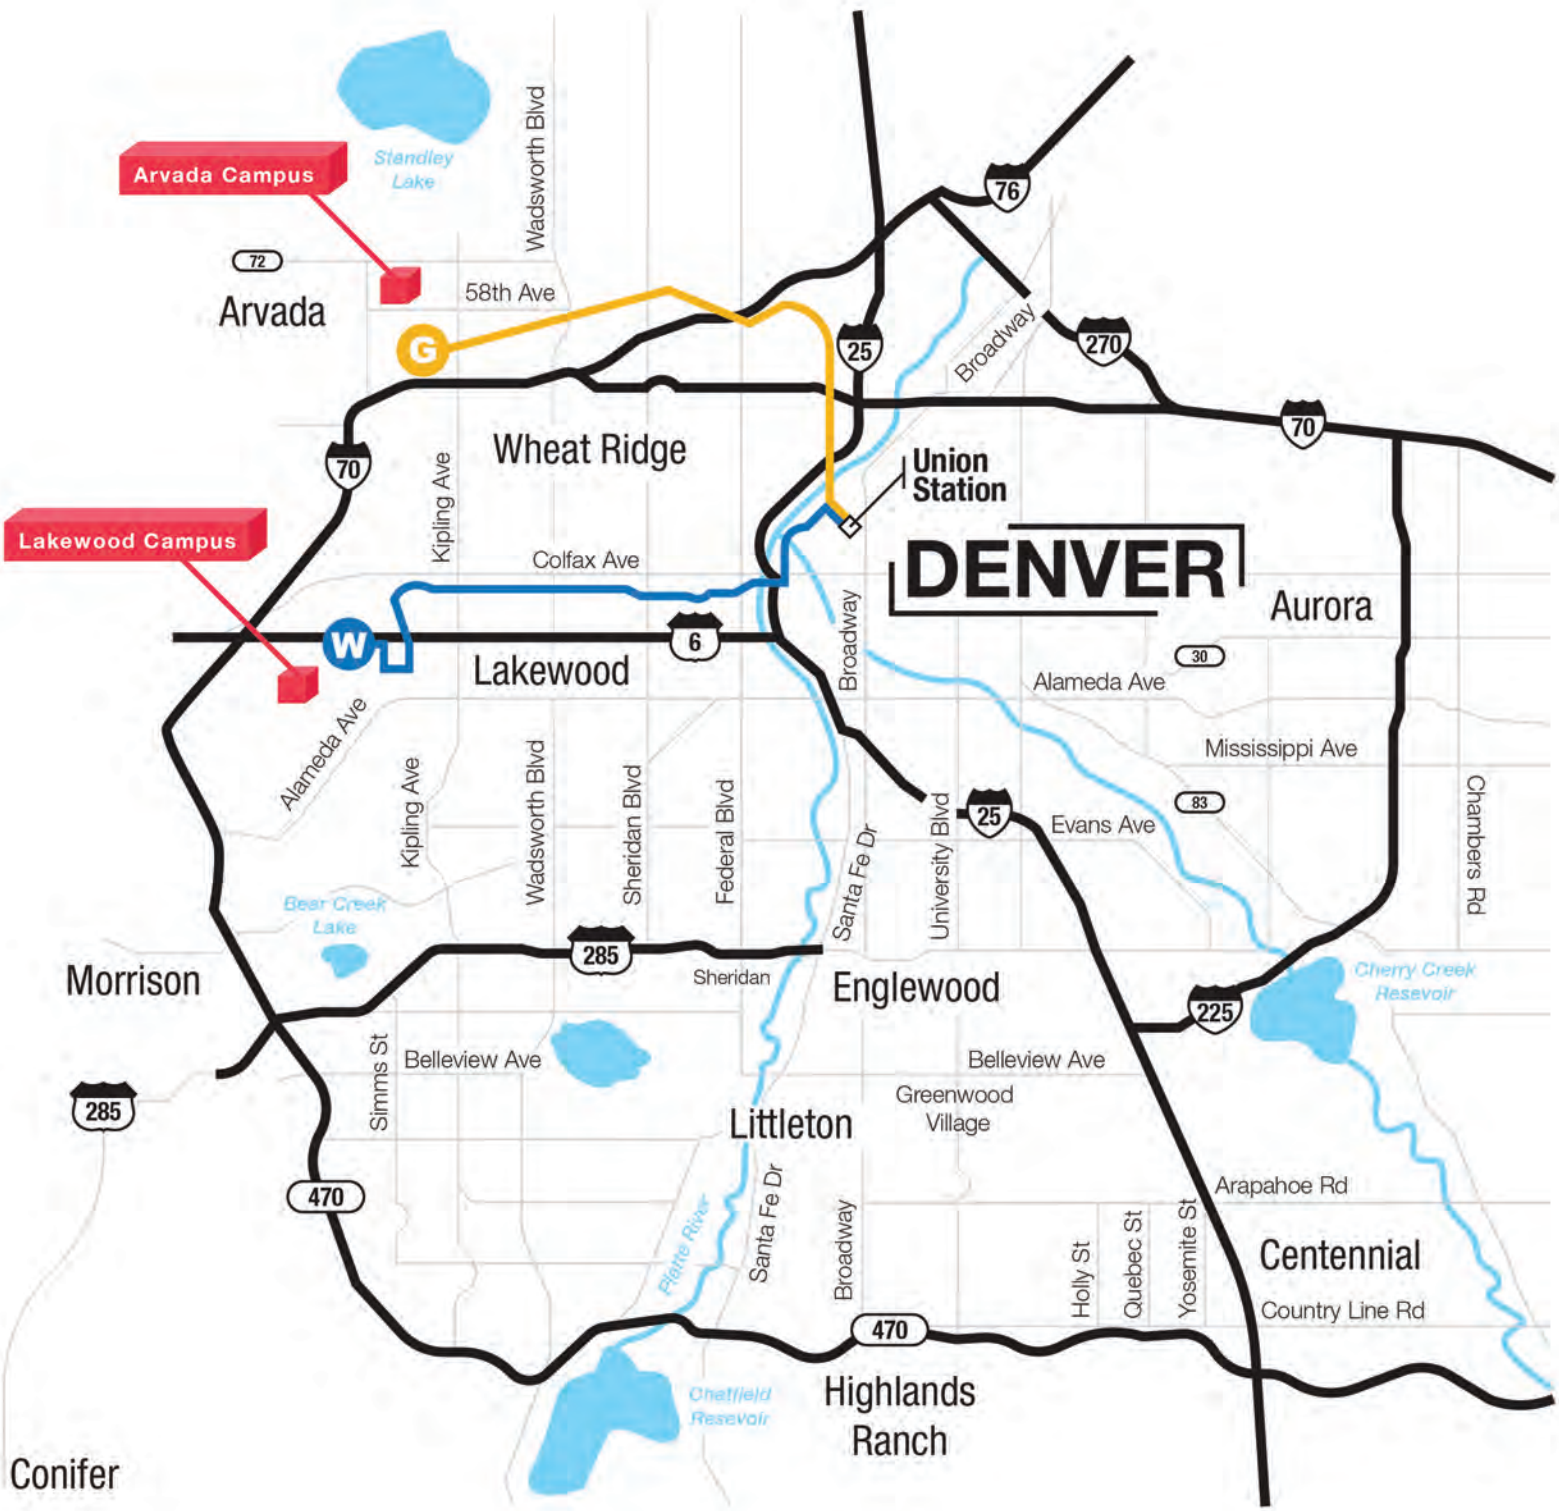 Standley
Lake
Wadsworth Blvd
Arvada Campus
76
72
58th Ave
Arvada
G
25
270
Broadway
70
Wheat Ridge
70
Kipling Ave
Union
Station
Lakewood Campus
Colfax Ave
DENVER
Aurora
W
6
Broadway
Lakewood
30
Alameda Ave
Alameda Ave
Mississippi Ave
Kipling Ave
Wadsworth Blvd
Sheridan Blvd
Federal Blvd
83
Chambers Rd
25
Evans Ave
Santa Fe Dr
University Blvd
Bear Creek
Lake
285
Morrison
Sheridan
Englewood
Cherry Creek
Resevoir
225
Simms St
Belleview Ave
Belleview Ave
285
Greenwood
Village
Littleton
470
Arapahoe Rd
Platte River
Santa Fe Dr
Broadway
Holly St
Quebec St
Yosemite St
Centennial
Country Line Rd
470
Chatfield
Resevoir
Highlands
Ranch
Conifer